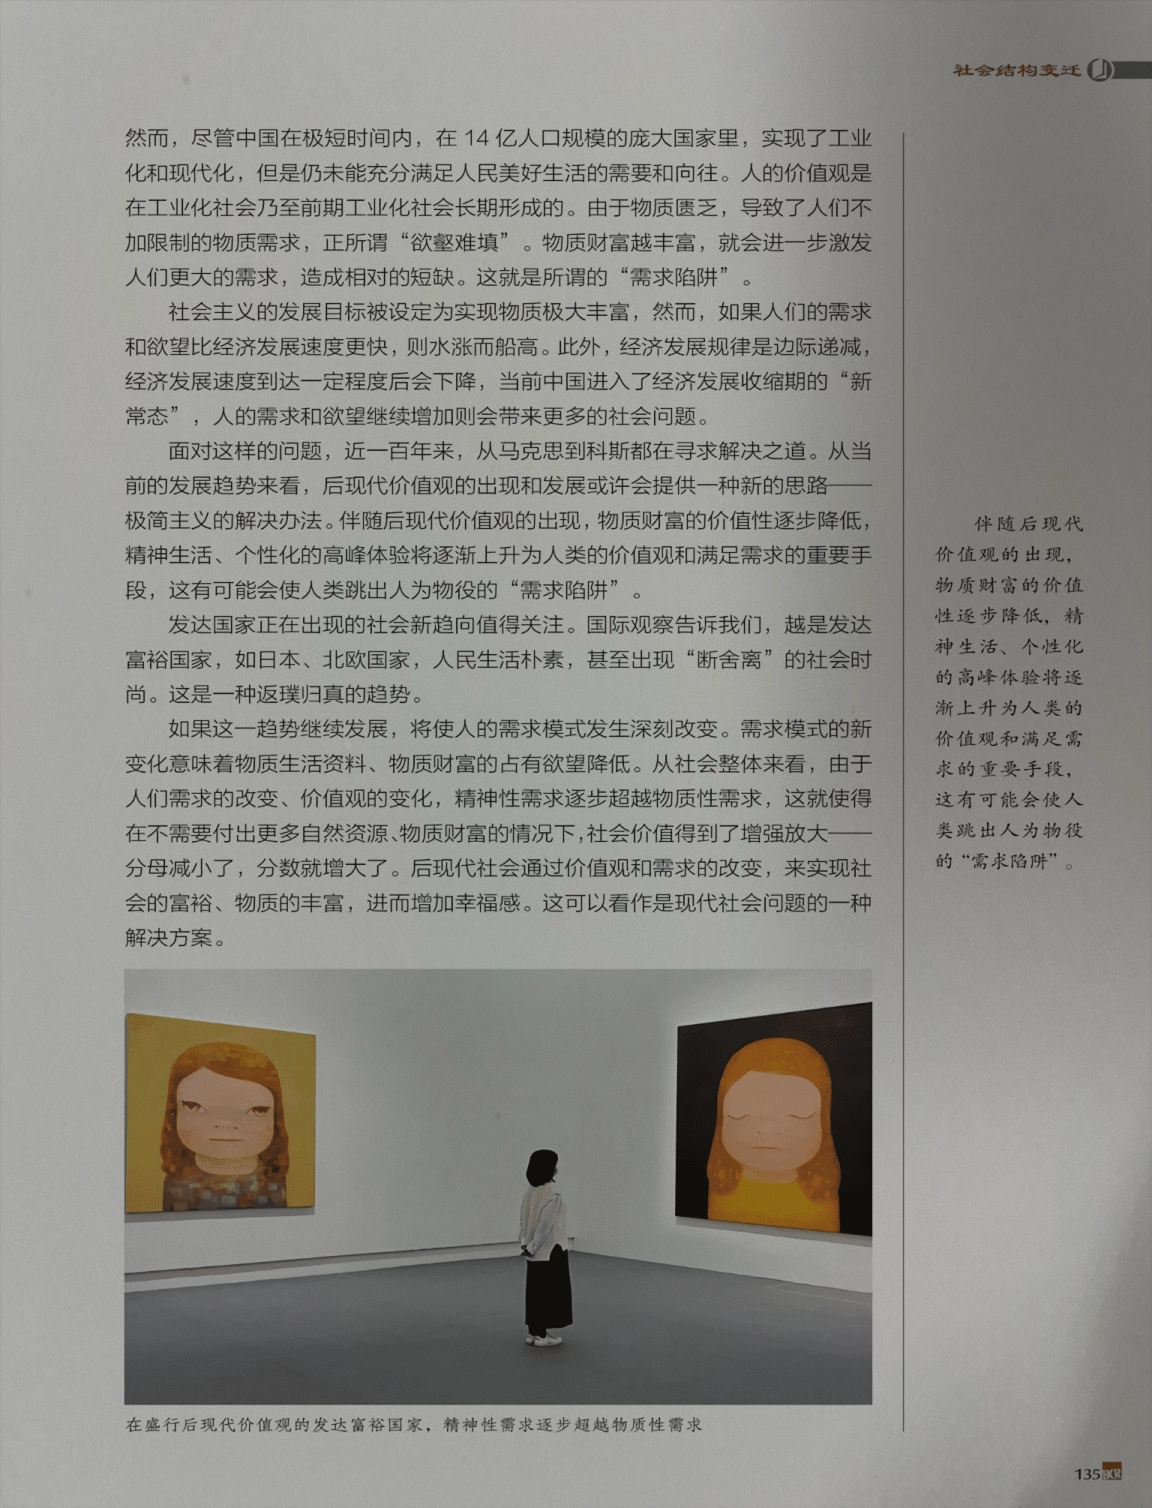 社会结构变迁
然而，尽管中国在极短时间内，在 14 亿人口规模的庞大国家里，实现了工业
化和现代化，但是仍未能充分满足人民美好生活的需要和向往。人的价值观是
在工业化社会乃至前期工业化社会长期形成的。由于物质匮乏，导致了人们不
加限制的物质需求，正所谓“欲壑难填”。物质财富越丰富，就会进一步激发
人们更大的需求，造成相对的短缺。这就是所谓的“需求陷阱”。
社会主义的发展目标被设定为实现物质极大丰富，然而，如果人们的需求
和欲望比经济发展速度更快，则水涨而船高。此外，经济发展规律是边际递减，
经济发展速度到达一定程度后会下降，当前中国进入了经济发展收缩期的“新
常态”，人的需求和欲望继续增加则会带来更多的社会问题。
面对这样的问题，近一百年来，从马克思到科斯都在寻求解决之道。从当
前的发展趋势来看，后现代价值观的出现和发展或许会提供一种新的思路——
极简主义的解决办法。伴随后现代价值观的出现，物质财富的价值性逐步降低，
精神生活、个性化的高峰体验将逐渐上升为人类的价值观和满足需求的重要手
段，这有可能会使人类跳出人为物役的“需求陷阱”。
发达国家正在出现的社会新趋向值得关注。国际观察告诉我们，越是发达
富裕国家，如日本、北欧国家，人民生活朴素，甚至出现“断舍离”的社会时
尚。这是一种返璞归真的趋势。
如果这一趋势继续发展，将使人的需求模式发生深刻改变。需求模式的新
变化意味着物质生活资料、物质财富的占有欲望降低。从社会整体来看，由于
人们需求的改变、价值观的变化，精神性需求逐步超越物质性需求，这就使得
在不需要付出更多自然资源、物质财富的情况下，社会价值得到了增强放大——
分母减小了，分数就增大了。后现代社会通过价值观和需求的改变，来实现社
会的富裕、物质的丰富，进而增加幸福感。这可以看作是现代社会问题的一种
解决方案。
伴随后现代
价值观的出现，
物质财富的价值
性逐步降低，精
神生活、个性化
的高峰体验将逐
渐上升为人类的
价值观和满足需
求的重要手段，
这有可能会使人
类跳出人为物役
的“需求陷阱”。
在盛行后现代价值观的发达富裕国家，精神性需求逐步超越物质性需求
135